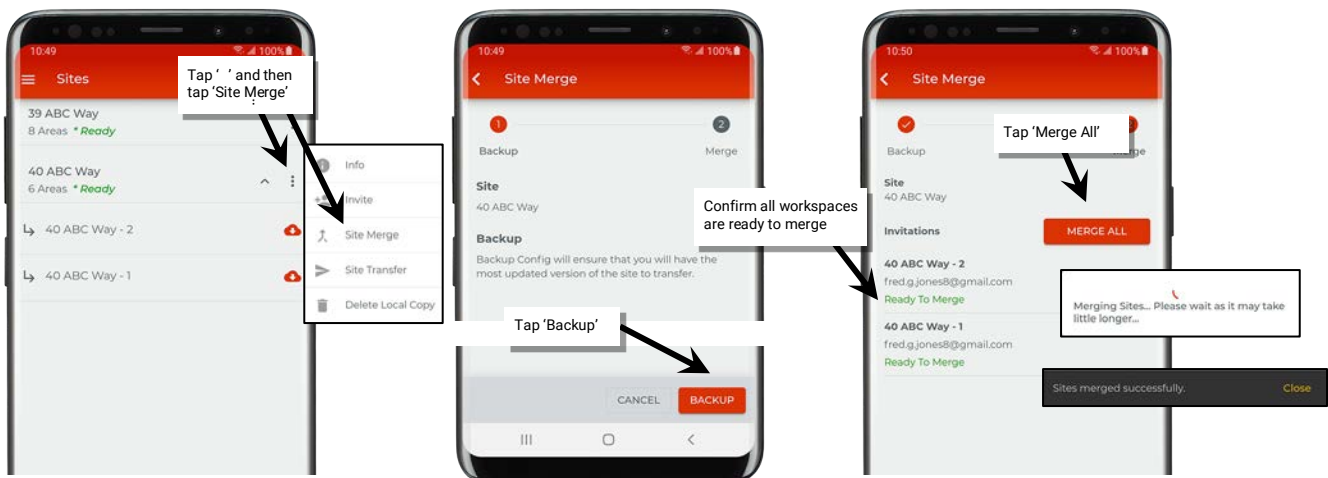 10:49
100%
Sites
Tap ‘ ⋮ ’ and then
tap ‘Site Merge’
39 ABC Way
8 Areas * Ready
40 ABC Way
6 Areas * Ready
40 ABC Way - 2
40 ABC Way - 1
Info
Invite
Site Merge
Site Transfer
Delete Local Copy
10:49
100%
Site Merge
1
2
Backup
Merge
Site
40 ABC Way
Backup
Backup Config will ensure that you will have the
most updated version of the site to transfer.
Tap ‘Backup’
CANCEL
BACKUP
10:50
100%
Site Merge
Tap ‘Merge All’
Backup
Site
40 ABC Way
Confirm all workspaces
are ready to merge
Invitations
MERGE ALL
40 ABC Way - 2
fred.g.jones8@gmail.com
Ready To Merge
40 ABC Way - 1
fred.g.jones8@gmail.com
Ready To Merge
Merging Sites... Please wait as it may take
little longer...
Sites merged successfully.
Close